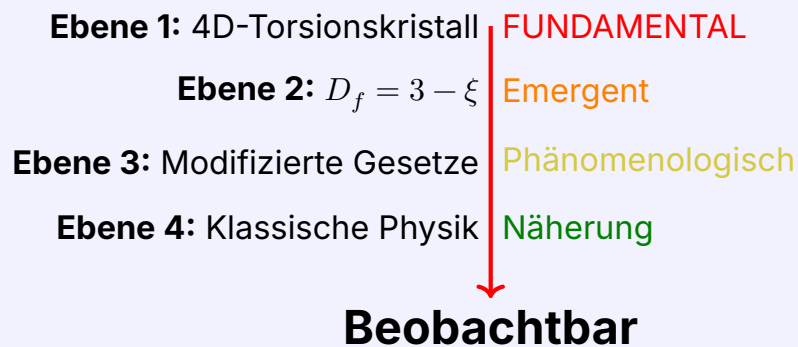 Ebene 1: 4D-Torsionskristall FUNDAMENTAL
Ebene 2: $D_f = 3 - \xi$ Emergent
Ebene 3: Modifizierte Gesetze Phänomenologisch
Ebene 4: Klassische Physik Näherung
Beobachtbar